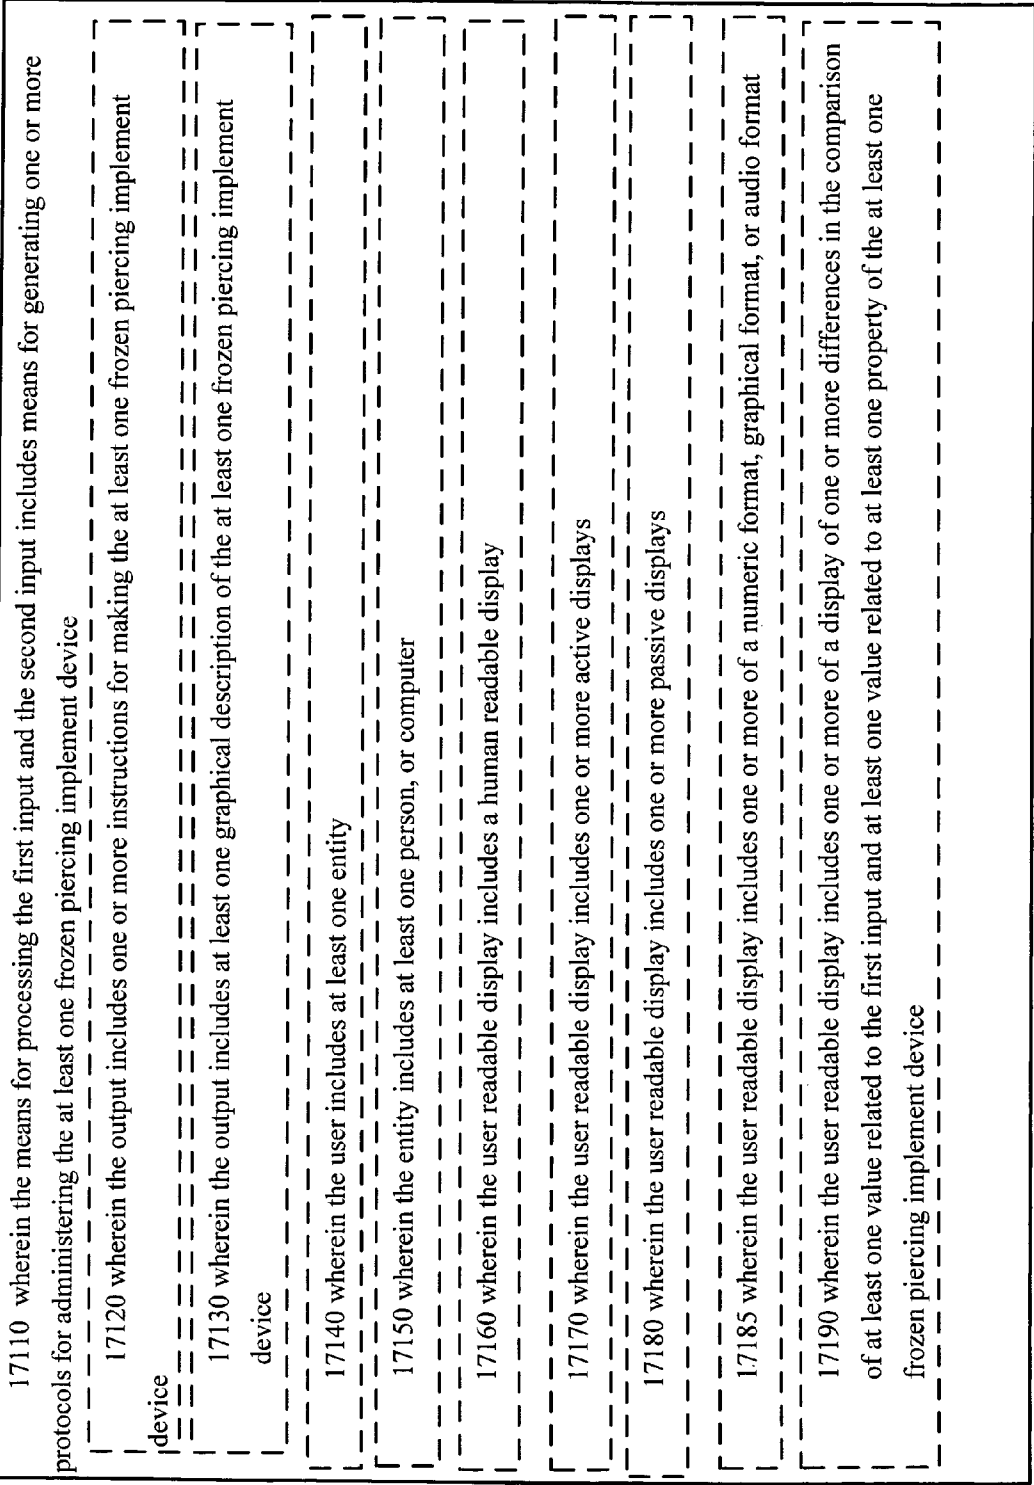 17110 wherein the means for processing the first input and the second input includes means for generating one or more
protocols for administering the at least one frozen piercing implement device
17120 wherein the output includes one or more instructions for making the at least one frozen piercing implement
device
17130 wherein the output includes at least one graphical description of the at least one frozen piercing implement
device
17140 wherein the user includes at least one entity
17150 wherein the entity includes at least one person, or computer
17160 wherein the user readable display includes a human readable display
17170 wherein the user readable display includes one or more active displays
17180 wherein the user readable display includes one or more passive displays
17185 wherein the user readable display includes one or more of a numeric format, graphical format, or audio format
17190 wherein the user readable display includes one or more of a display of one or more differences in the comparison
of at least one value related to the first input and at least one value related to at least one property of the at least one
frozen piercing implement device